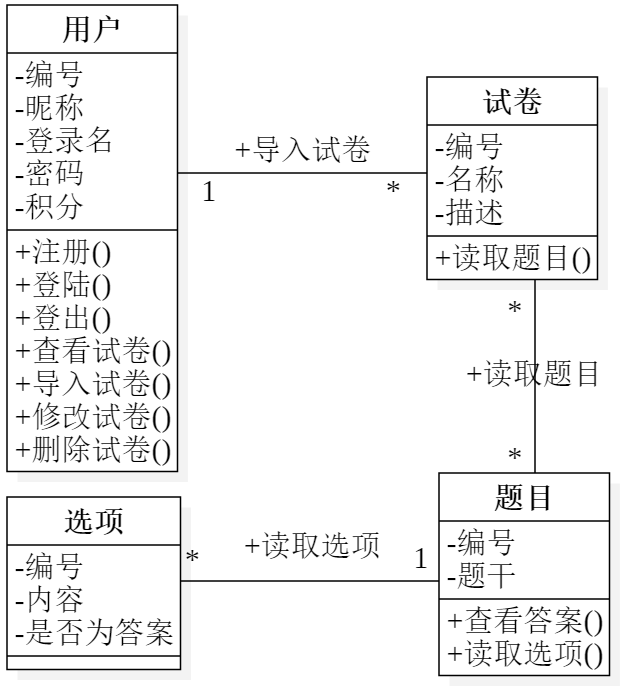 用户
-编号
-昵称
-登录名
-密码
-积分
+注册()
+登陆()
+登出()
+查看试卷()
+导入试卷()
+修改试卷()
+删除试卷()
+导入试卷
1
*
试卷
-编号
-名称
-描述
+读取题目()
*
+读取题目
*
题目
-编号
-题干
+查看答案()
+读取选项()
+读取选项
*
1
选项
-编号
-内容
-是否为答案